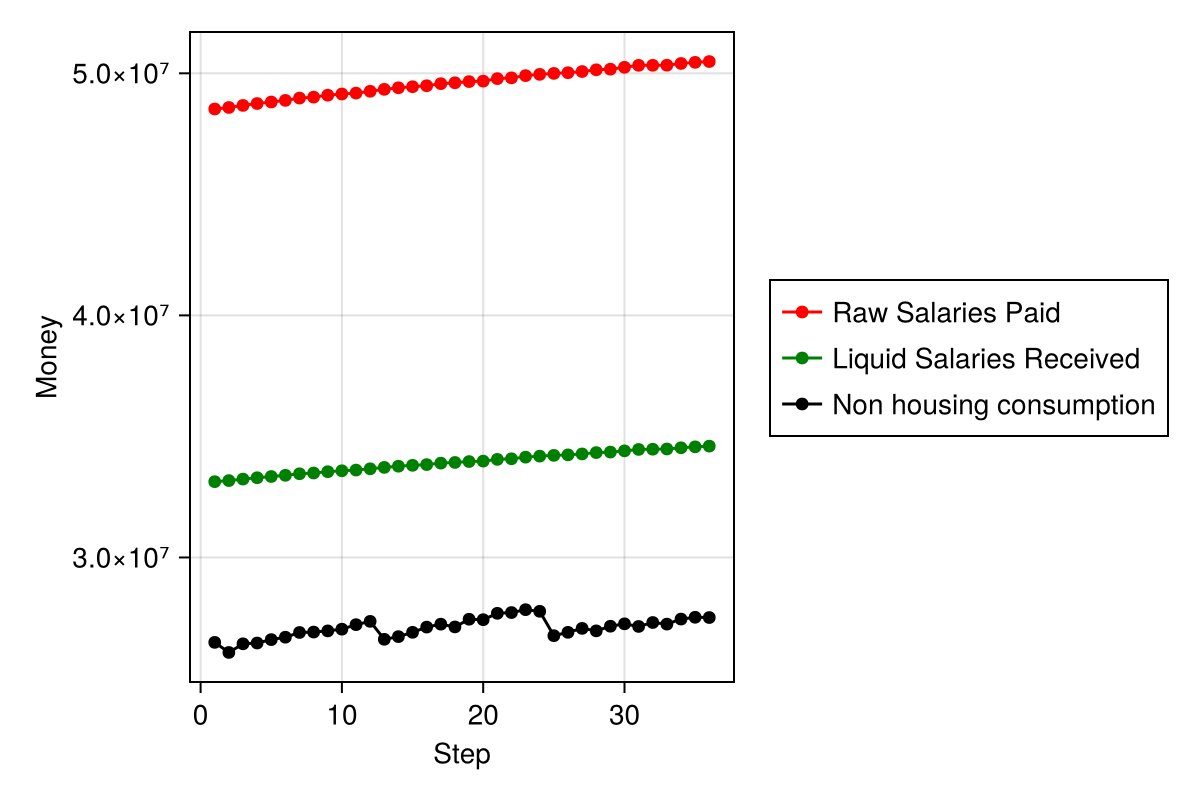 5.0×10⁷
4.0×10⁷
3.0×10⁷
Money
0 10 20 30
Step
Raw Salaries Paid
Liquid Salaries Received
Non housing consumption